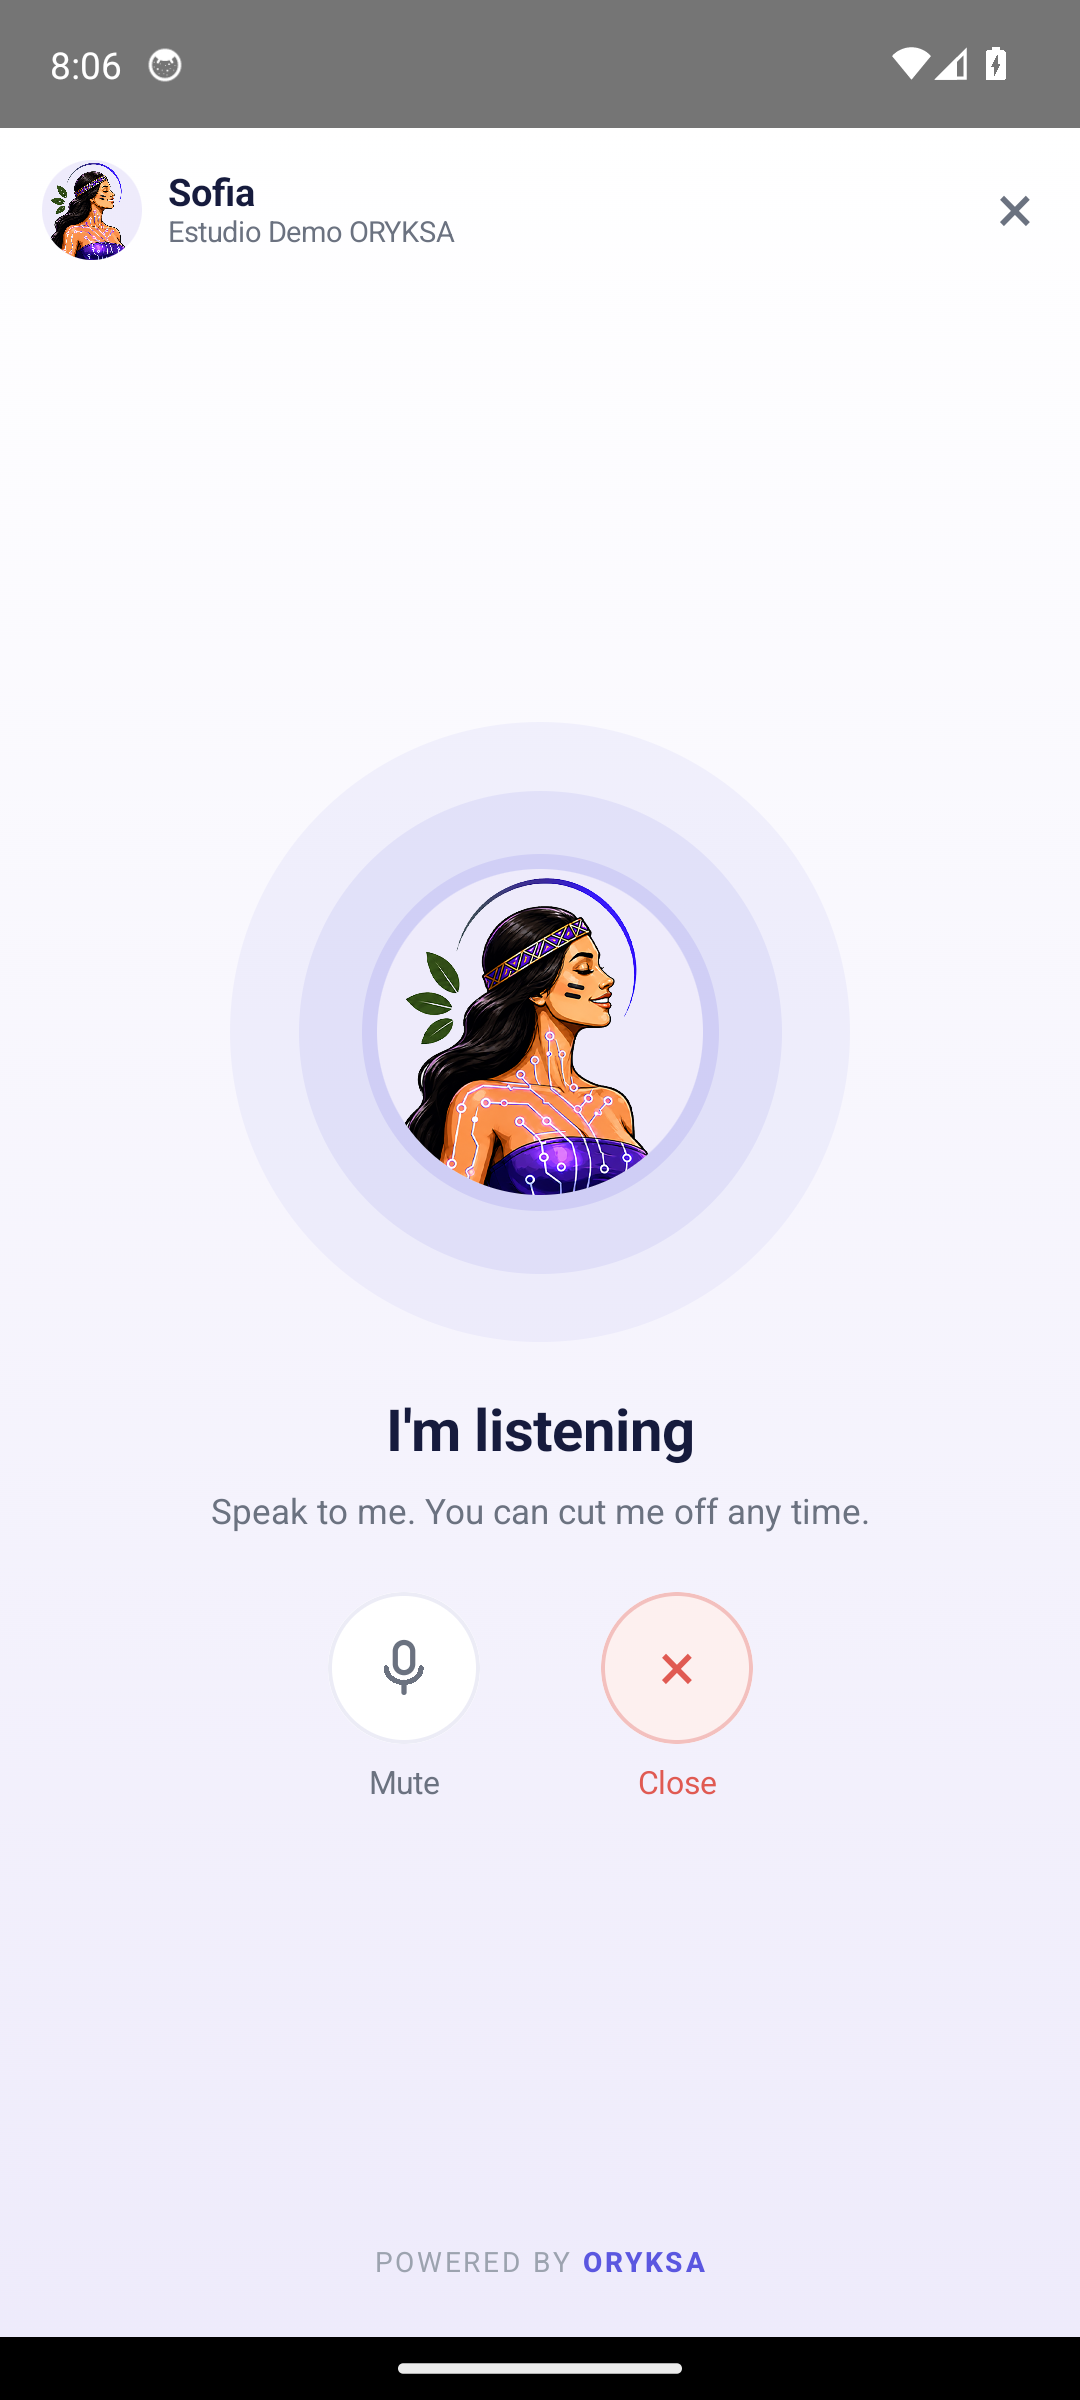 8:06
Sofia
Estudio Demo ORYKSA
I'm listening
Speak to me. You can cut me off any time.
Mute
Close
POWERED BY ORYKSA